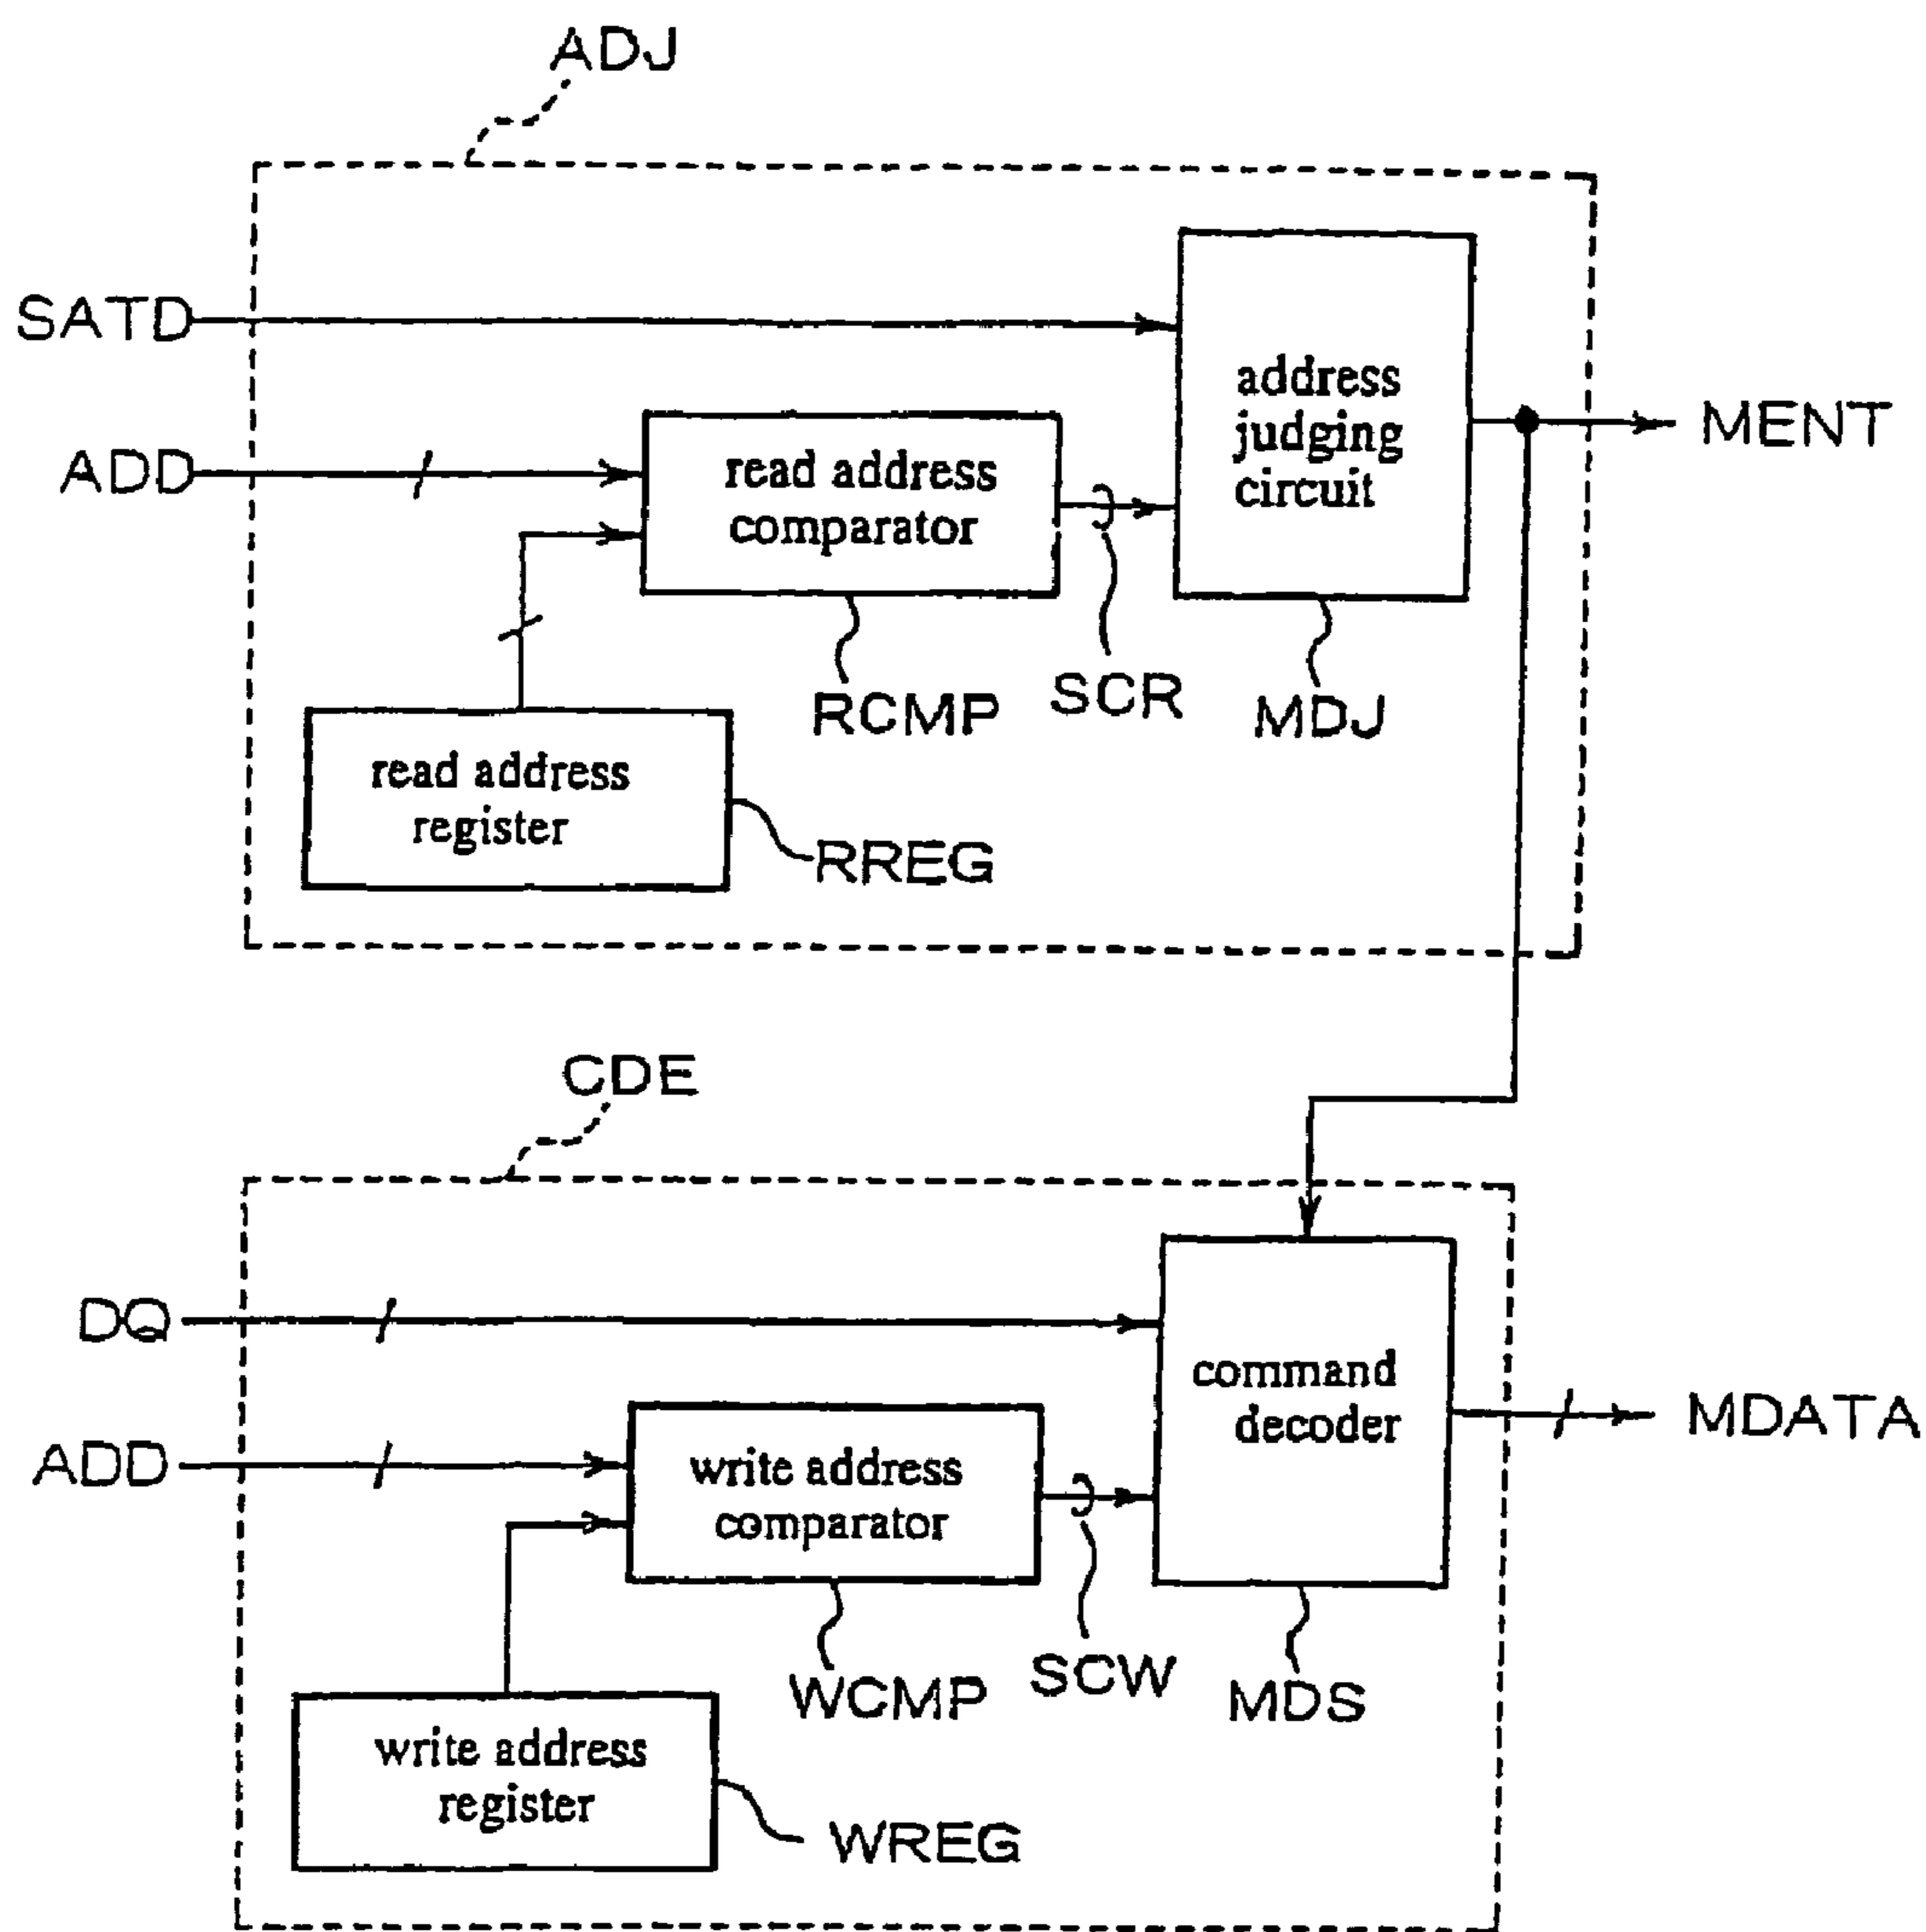 ADJ
SATD
address
judging
circuit
MENT
ADD
read address
comparator
SCR
RCMP
MDJ
read address
register
RREG
CDE
DQ
command
decoder
MDATA
ADD
write address
comparator
SCW
WCMP
MDS
write address
register
WREG